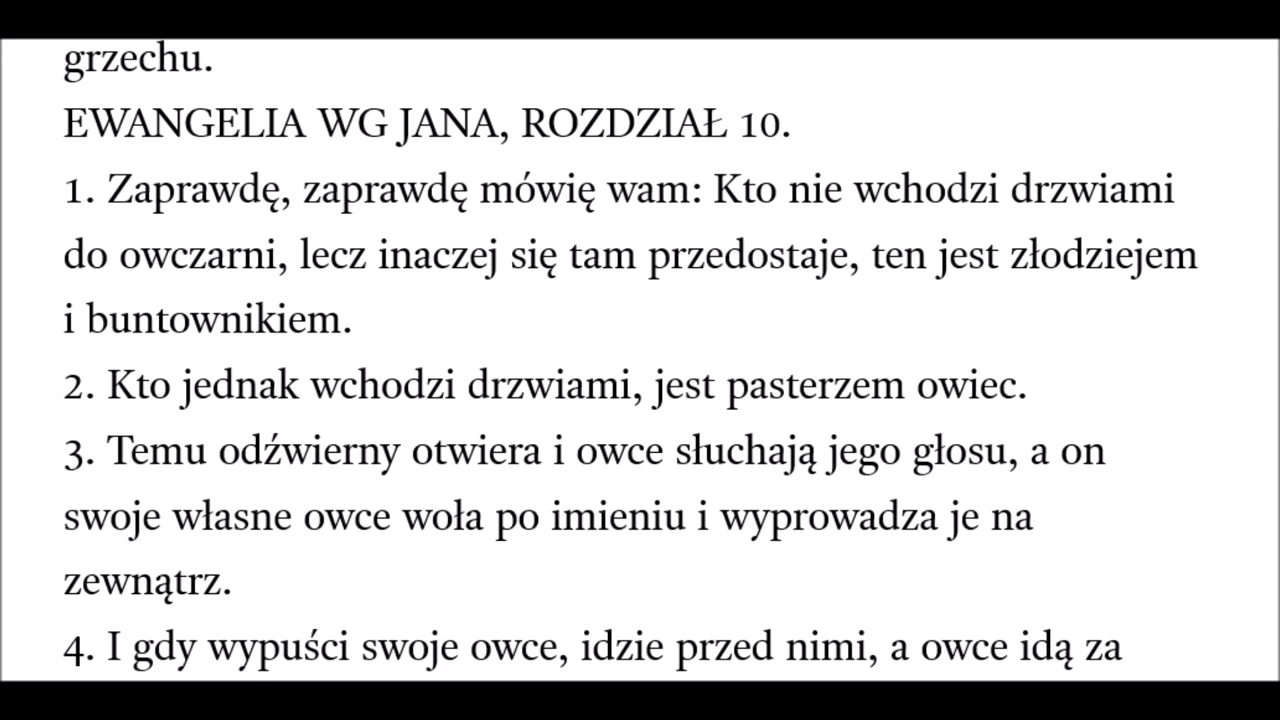 grzechu.
EWANGELIA WG JANA, ROZDZIAŁ 10.
1. Zaprawdę, zaprawdę mówię wam: Kto nie wchodzi drzwiami
do owczarni, lecz inaczej się tam przedostaje, ten jest złodziejem
i buntownikiem.
2. Kto jednak wchodzi drzwiami, jest pasterzem owiec.
3. Temu odźwierny otwiera i owce słuchają jego głosu, a on
swoje własne owce woła po imieniu i wyprowadza je na
zewnątrz.
4. I gdy wypuści swoje owce, idzie przed nimi, a owce idą za